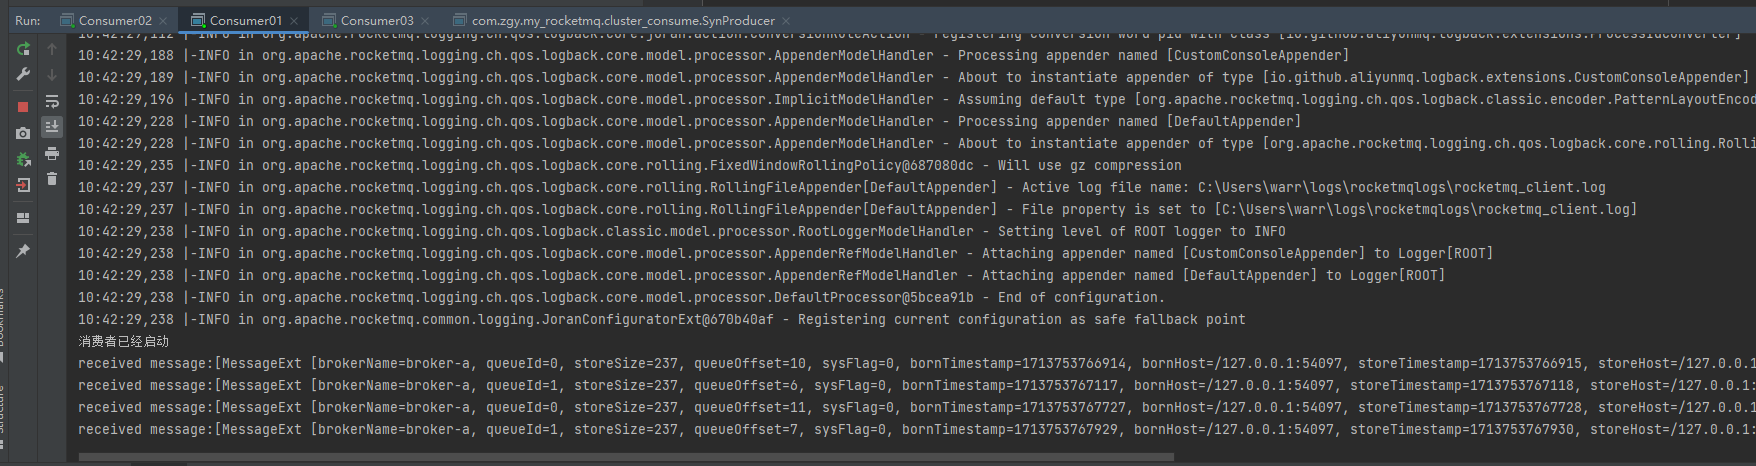 Run: Consumer02 Consumer01 Consumer03 com.zgy.my_rocketmq.cluster_consume.SynProducer
10:42:29,112 |-INFO in org.apache.rocketmq.logging.ch.qos.logback.core.joran.action.ConversionRuleAction - registering conversion word pid with class [io.github.aliyunmq.logback.extensions.ProcessIdConverter]
10:42:29,188 |-INFO in org.apache.rocketmq.logging.ch.qos.logback.core.model.processor.AppenderModelHandler - Processing appender named [CustomConsoleAppender]
10:42:29,189 |-INFO in org.apache.rocketmq.logging.ch.qos.logback.core.model.processor.AppenderModelHandler - About to instantiate appender of type [io.github.aliyunmq.logback.extensions.CustomConsoleAppender]
10:42:29,196 |-INFO in org.apache.rocketmq.logging.ch.qos.logback.core.model.processor.ImplicitModelHandler - Assuming default type [org.apache.rocketmq.logging.ch.qos.logback.classic.encoder.PatternLayoutEncod
10:42:29,228 |-INFO in org.apache.rocketmq.logging.ch.qos.logback.core.model.processor.AppenderModelHandler - Processing appender named [DefaultAppender]
10:42:29,228 |-INFO in org.apache.rocketmq.logging.ch.qos.logback.core.model.processor.AppenderModelHandler - About to instantiate appender of type [org.apache.rocketmq.logging.ch.qos.logback.core.rolling.Rolli
10:42:29,235 |-INFO in org.apache.rocketmq.logging.ch.qos.logback.core.rolling.FixedWindowRollingPolicy@687080dc - Will use gz compression
10:42:29,237 |-INFO in org.apache.rocketmq.logging.ch.qos.logback.core.rolling.RollingFileAppender[DefaultAppender] - Active log file name: C:\Users\warr\logs\rocketmqlogs\rocketmq_client.log
10:42:29,237 |-INFO in org.apache.rocketmq.logging.ch.qos.logback.core.rolling.RollingFileAppender[DefaultAppender] - File property is set to [C:\Users\warr\logs\rocketmqlogs\rocketmq_client.log]
10:42:29,238 |-INFO in org.apache.rocketmq.logging.ch.qos.logback.classic.model.processor.RootLoggerModelHandler - Setting level of ROOT logger to INFO
10:42:29,238 |-INFO in org.apache.rocketmq.logging.ch.qos.logback.core.model.processor.AppenderRefModelHandler - Attaching appender named [CustomConsoleAppender] to Logger[ROOT]
10:42:29,238 |-INFO in org.apache.rocketmq.logging.ch.qos.logback.core.model.processor.AppenderRefModelHandler - Attaching appender named [DefaultAppender] to Logger[ROOT]
10:42:29,238 |-INFO in org.apache.rocketmq.logging.ch.qos.logback.core.model.processor.DefaultProcessor@5bcea91b - End of configuration.
10:42:29,238 |-INFO in org.apache.rocketmq.common.logging.JoranConfiguratorExt@670b40af - Registering current configuration as safe fallback point
消费者已经启动
received message:[MessageExt [brokerName=broker-a, queueId=0, storeSize=237, queueOffset=10, sysFlag=0, bornTimestamp=1713753766914, bornHost=/127.0.0.1:54097, storeTimestamp=1713753766915, storeHost=/127.0.0.1
received message:[MessageExt [brokerName=broker-a, queueId=1, storeSize=237, queueOffset=6, sysFlag=0, bornTimestamp=1713753767117, bornHost=/127.0.0.1:54097, storeTimestamp=1713753767118, storeHost=/127.0.0.1:
received message:[MessageExt [brokerName=broker-a, queueId=0, storeSize=237, queueOffset=11, sysFlag=0, bornTimestamp=1713753767727, bornHost=/127.0.0.1:54097, storeTimestamp=1713753767728, storeHost=/127.0.0.1
received message:[MessageExt [brokerName=broker-a, queueId=1, storeSize=237, queueOffset=7, sysFlag=0, bornTimestamp=1713753767929, bornHost=/127.0.0.1:54097, storeTimestamp=1713753767930, storeHost=/127.0.0.1: